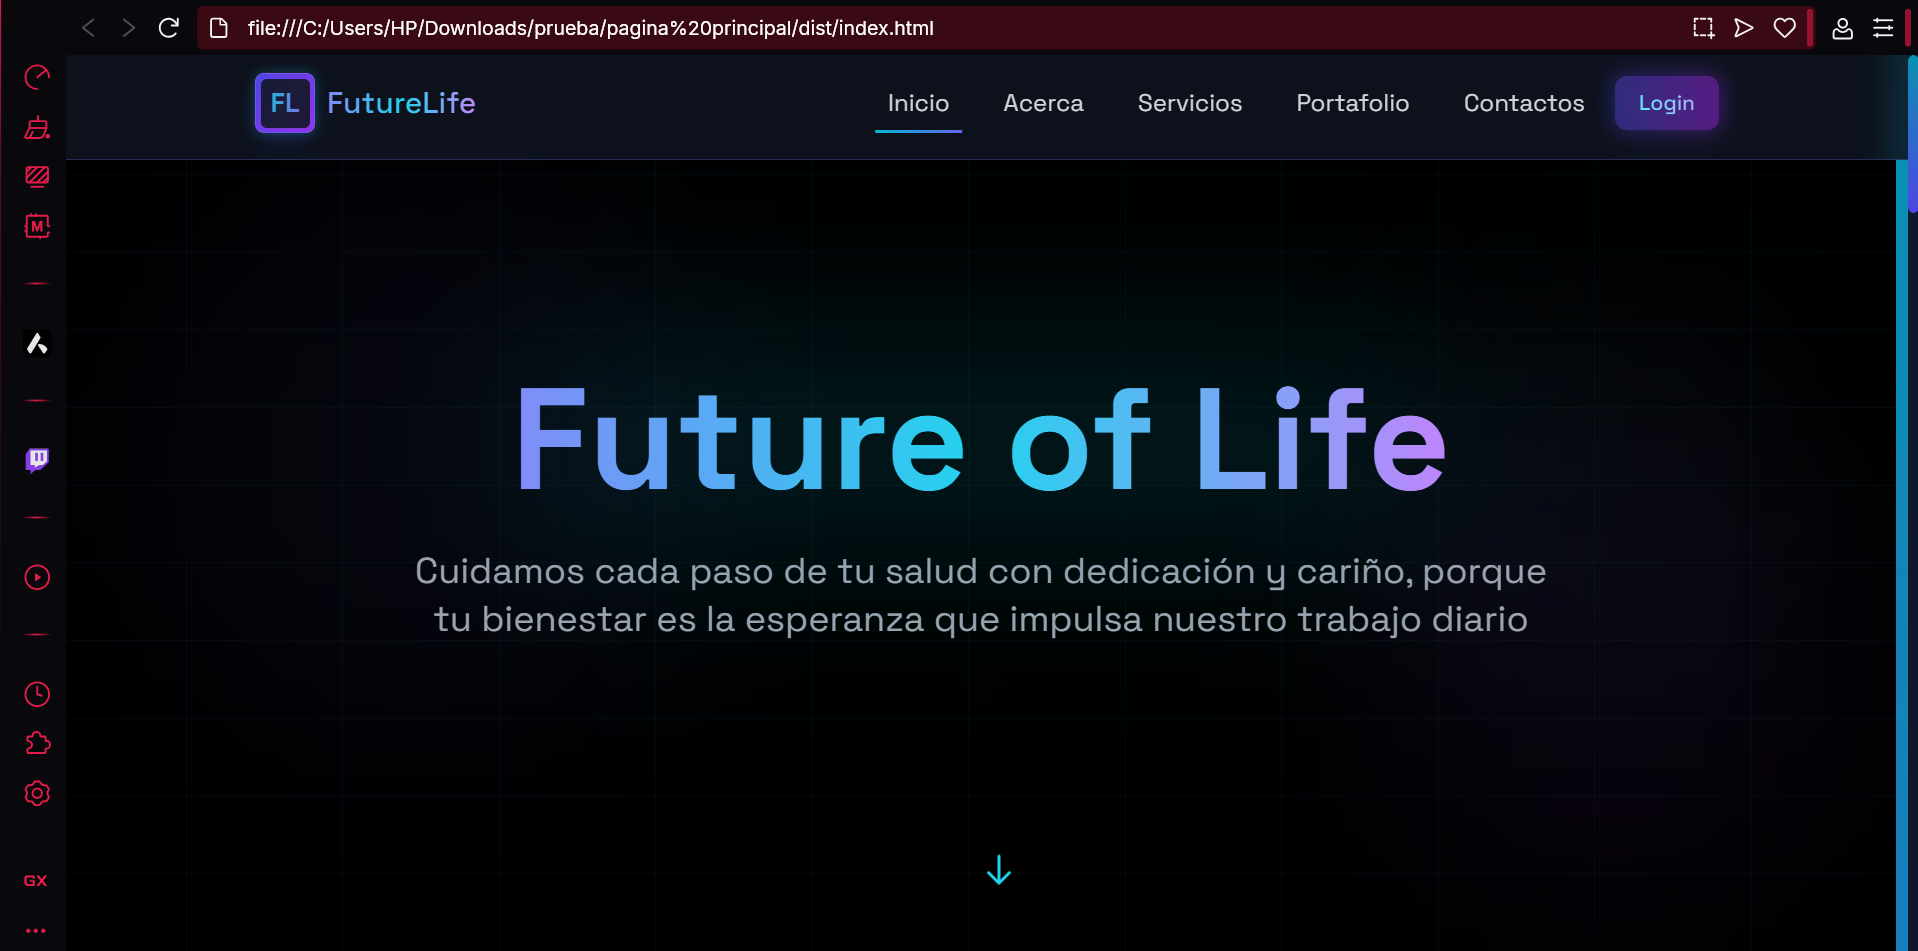 file:///C:/Users/HP/Downloads/prueba/pagina%20principal/dist/index.html
FL FutureLife Inicio Acerca Servicios Portafolio Contactos Login
M
Future of Life
Cuidamos cada paso de tu salud con dedicación y cariño, porque
tu bienestar es la esperanza que impulsa nuestro trabajo diario
GX